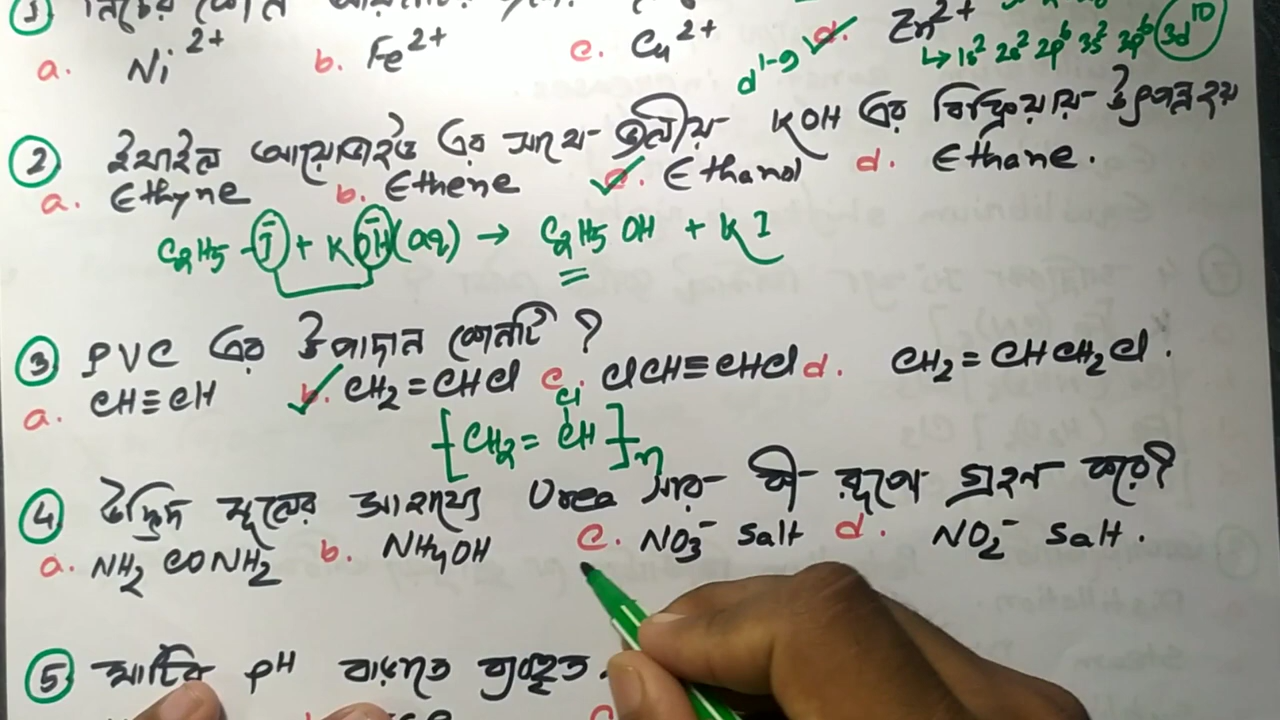 a. Ni²⁺ b. Fe²⁺ c. Cu²⁺ d. Zn²⁺
d¹⁻⁹ ↳ 1s² 2s² 2p⁶ 3s² 3p⁶ 3d¹⁰
② ইথাইল আয়োডাইড এর সাথে জলীয় KOH এর বিক্রিয়ায় উৎপন্ন হয়
a. Ethyne b. Ethene c. Ethanol d. Ethane.
C₂H₅-I⁻ + KOH⁻(aq) → C₂H₅OH + KI
③ PVC এর উপাদান কোনটি ?
a. CH≡CH b. CH₂=CHCl c. ClCH≡CHCl d. CH₂=CHCH₂Cl.
Cl
[CH₂=CH]n
④ উদ্ভিদ মূলের সাহায্যে Urea সার কী রূপে গ্রহণ করে?
a. NH₂CONH₂ b. NH₄OH c. NO₃⁻ salt d. NO₂⁻ salt.
⑤ মাটির pH বাড়াতে ব্যবহৃত